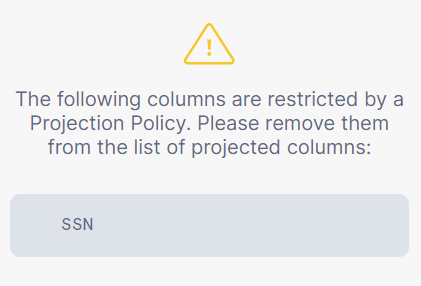 The following columns are restricted by a
Projection Policy. Please remove them
from the list of projected columns:
SSN